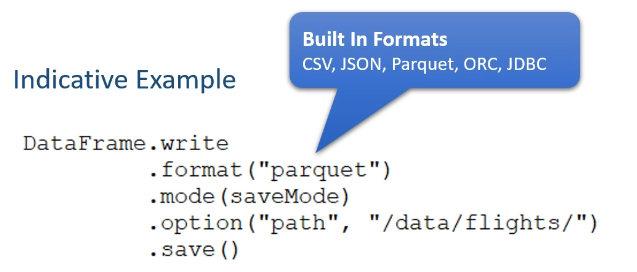 Built In Formats
CSV, JSON, Parquet, ORC, JDBC
Indicative Example
DataFrame.write
.format("parquet")
.mode(saveMode)
.option("path", "/data/flights/")
.save()